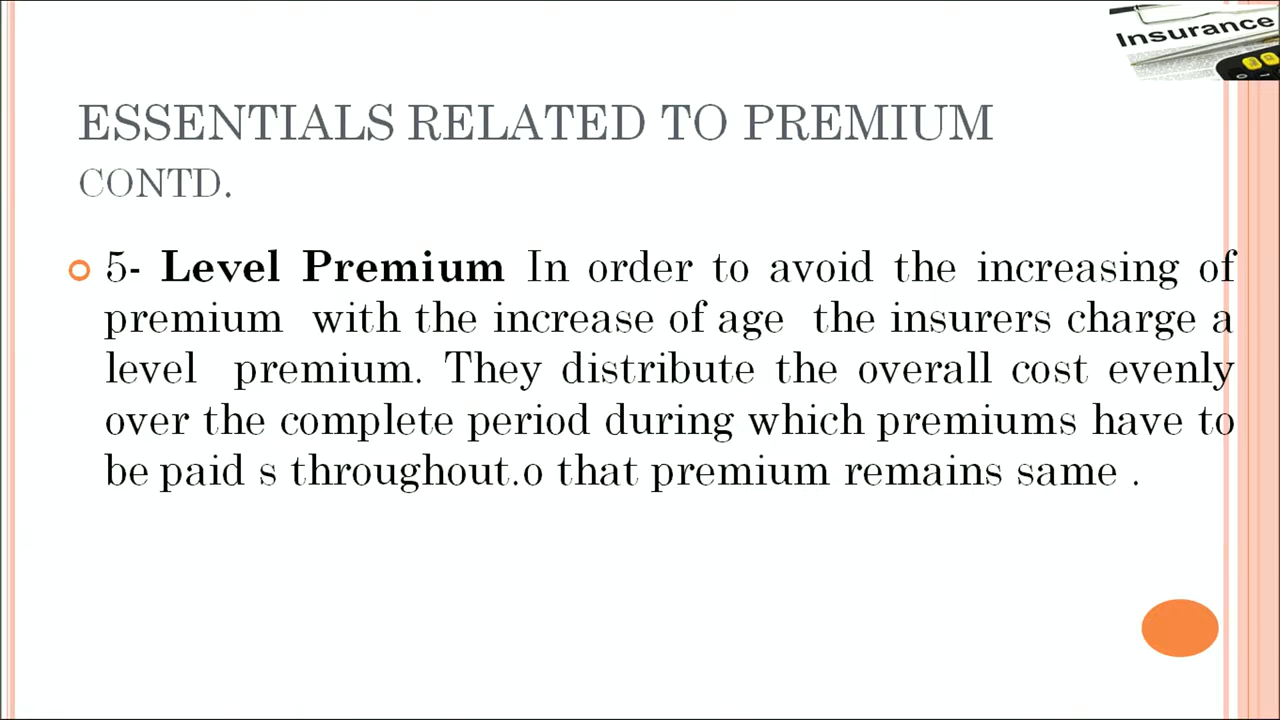 Insurance
ESSENTIALS RELATED TO PREMIUM
CONTD.
5- Level Premium In order to avoid the increasing of
premium with the increase of age the insurers charge a
level premium. They distribute the overall cost evenly
over the complete period during which premiums have to
be paid s throughout.o that premium remains same .